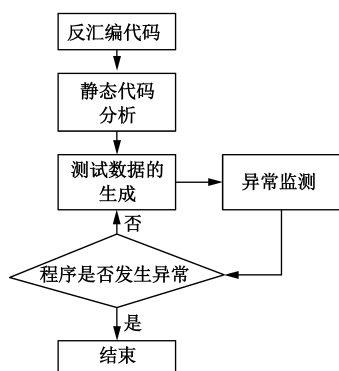 反汇编代码
静态代码
分析
测试数据的
生成
异常监测
否
程序是否发生异常
是
结束